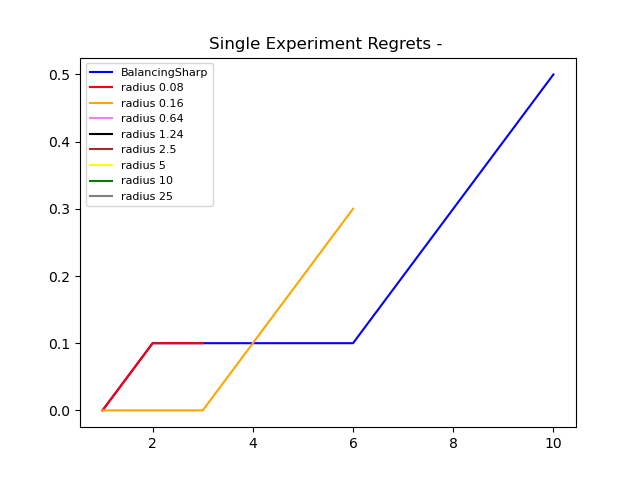 Single Experiment Regrets -
0.5
0.4
0.3
0.2
0.1
0.0
BalancingSharp
radius 0.08
radius 0.16
radius 0.64
radius 1.24
radius 2.5
radius 5
radius 10
radius 25
2 4 6 8 10